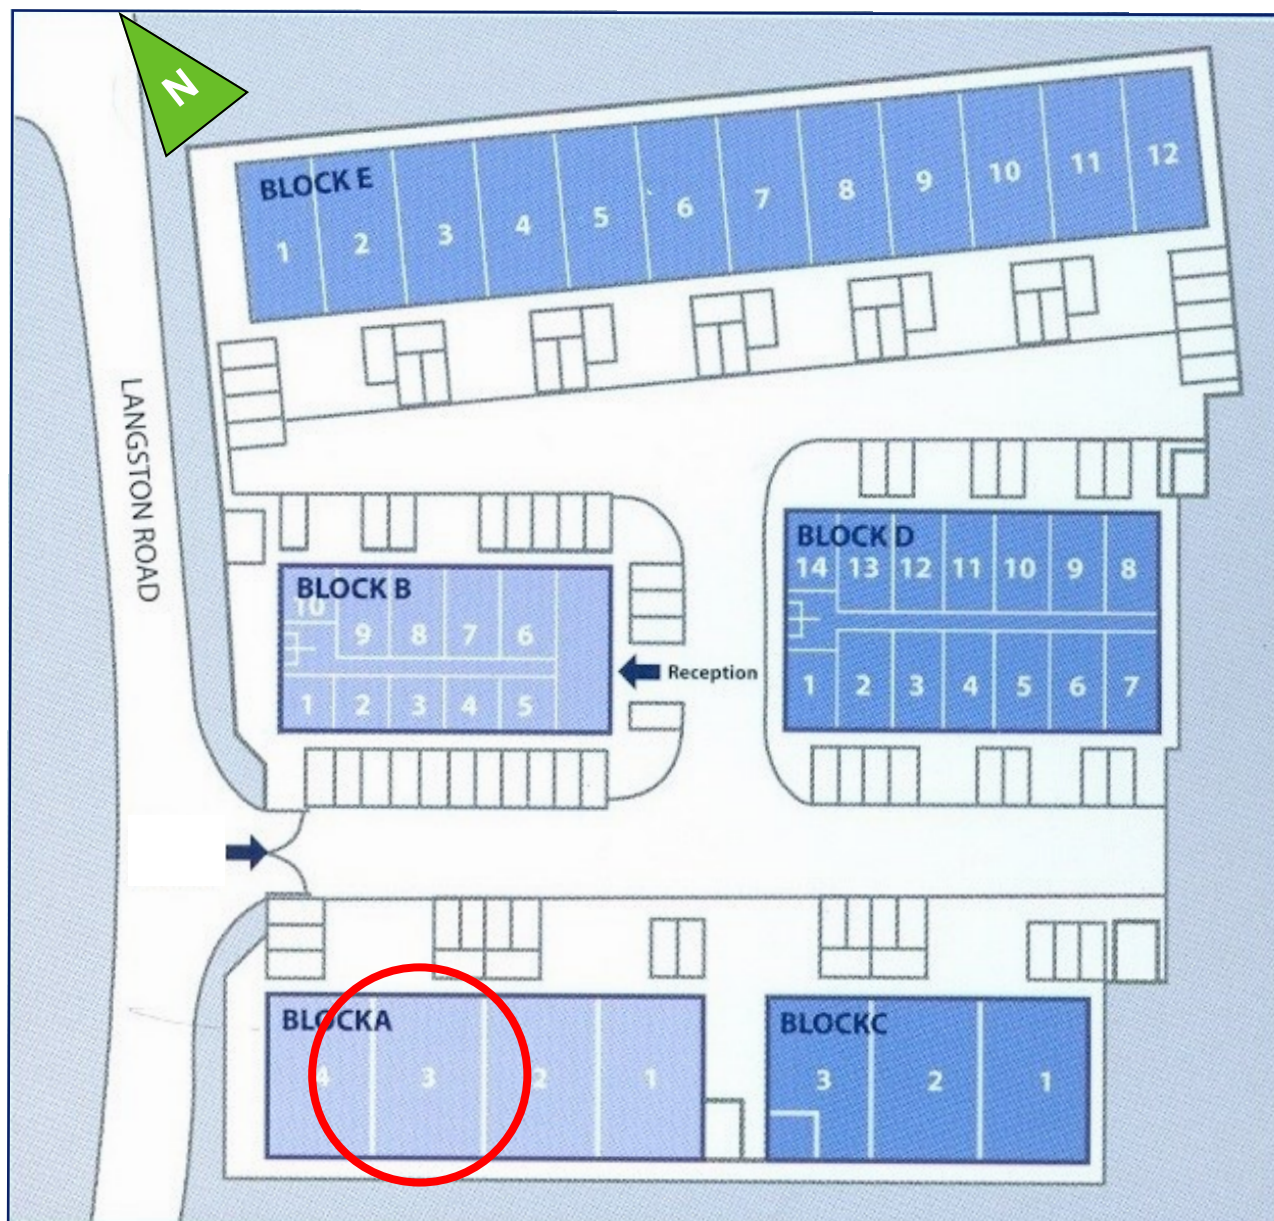 N
BLOCK E
1 2 3 4 5 6 7 8 9 10 11 12
LANGSTON ROAD
BLOCK B
10 9 8 7 6
1 2 3 4 5
Reception
BLOCK D
14 13 12 11 10 9 8
1 2 3 4 5 6 7
BLOCKA
4 3 2 1
BLOCKC
3 2 1